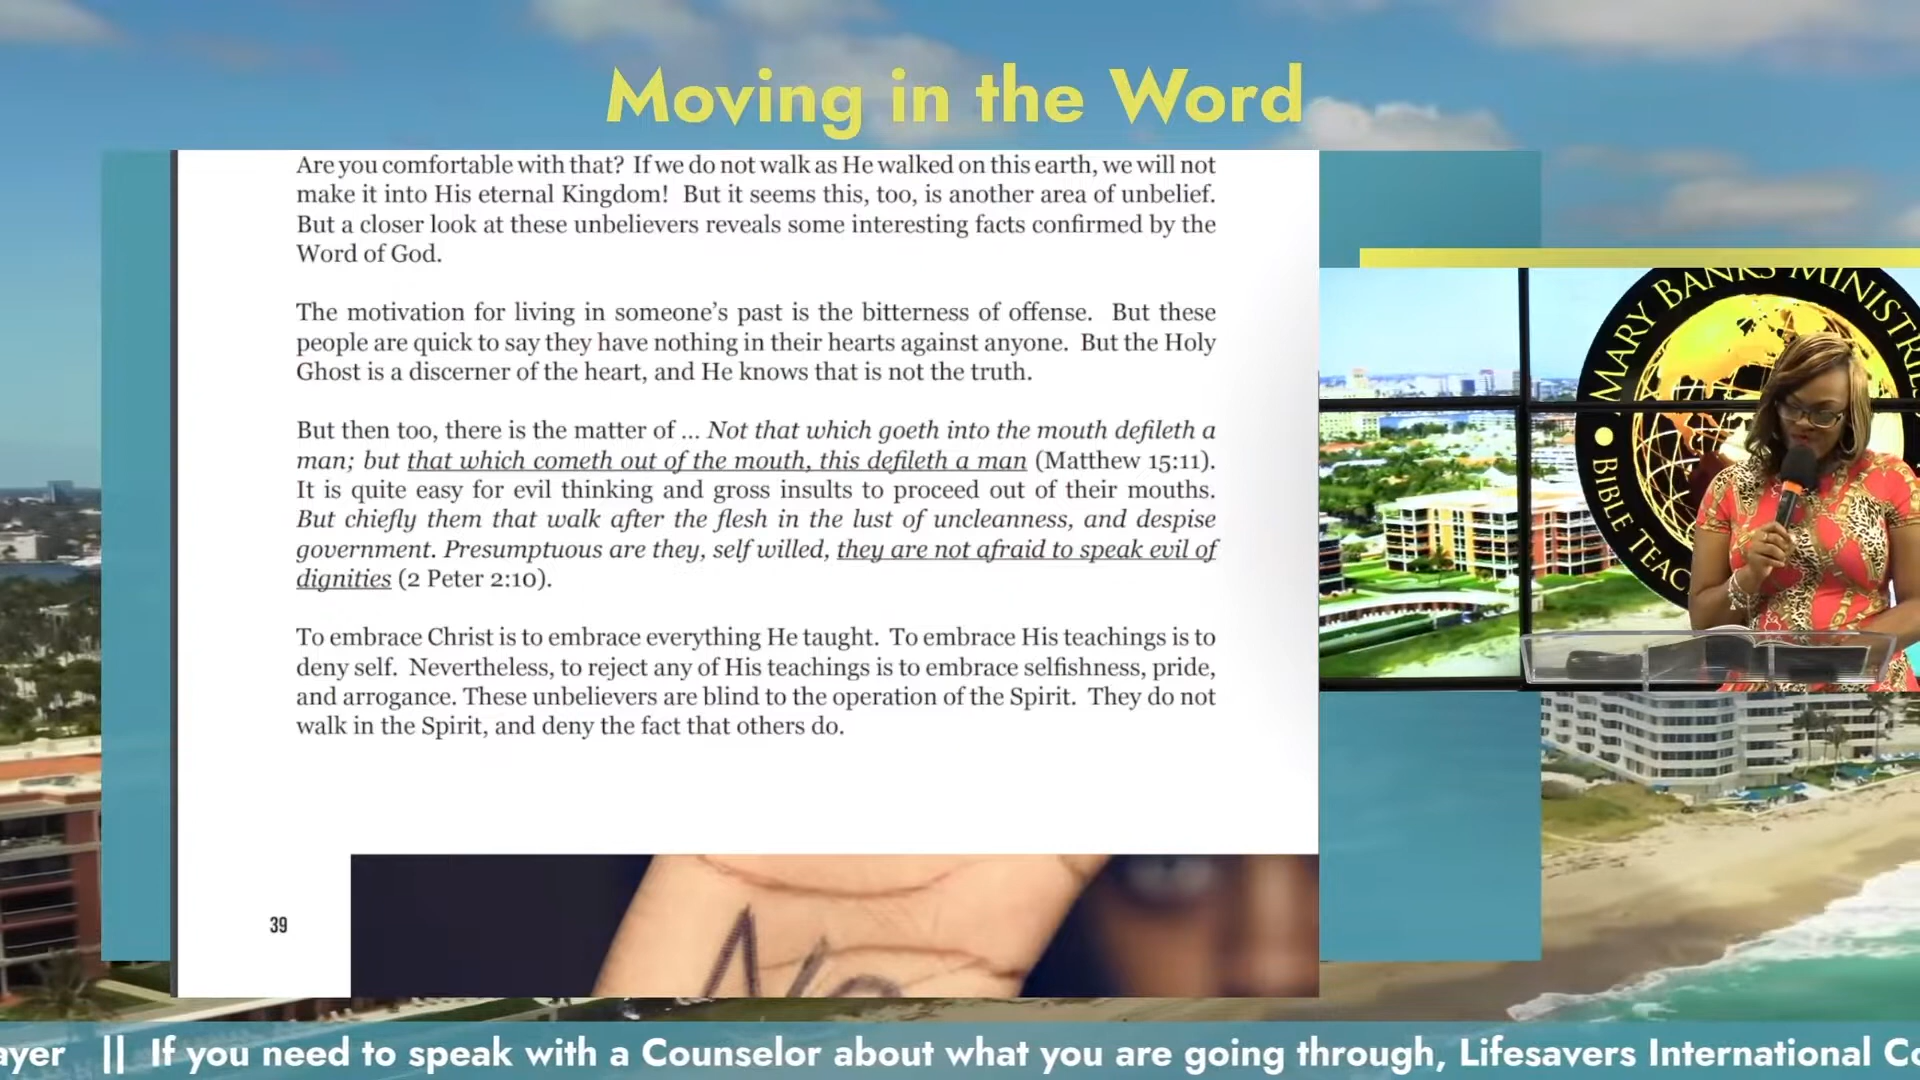 Moving in the Word
Are you comfortable with that? If we do not walk as He walked on this earth, we will not
make it into His eternal Kingdom! But it seems this, too, is another area of unbelief.
But a closer look at these unbelievers reveals some interesting facts confirmed by the
Word of God.
The motivation for living in someone's past is the bitterness of offense. But these
people are quick to say they have nothing in their hearts against anyone. But the Holy
Ghost is a discerner of the heart, and He knows that is not the truth.
But then too, there is the matter of ... Not that which goeth into the mouth defileth a
man; but that which cometh out of the mouth, this defileth a man (Matthew 15:11).
It is quite easy for evil thinking and gross insults to proceed out of their mouths.
But chiefly them that walk after the flesh in the lust of uncleanness, and despise
government. Presumptuous are they, self willed, they are not afraid to speak evil of
dignities (2 Peter 2:10).
To embrace Christ is to embrace everything He taught. To embrace His teachings is to
deny self. Nevertheless, to reject any of His teachings is to embrace selfishness, pride,
and arrogance. These unbelievers are blind to the operation of the Spirit. They do not
walk in the Spirit, and deny the fact that others do.
39
No
MARY BANKS MINISTRIES
BIBLE TEAC
ayer || If you need to speak with a Counselor about what you are going through, Lifesavers International Co